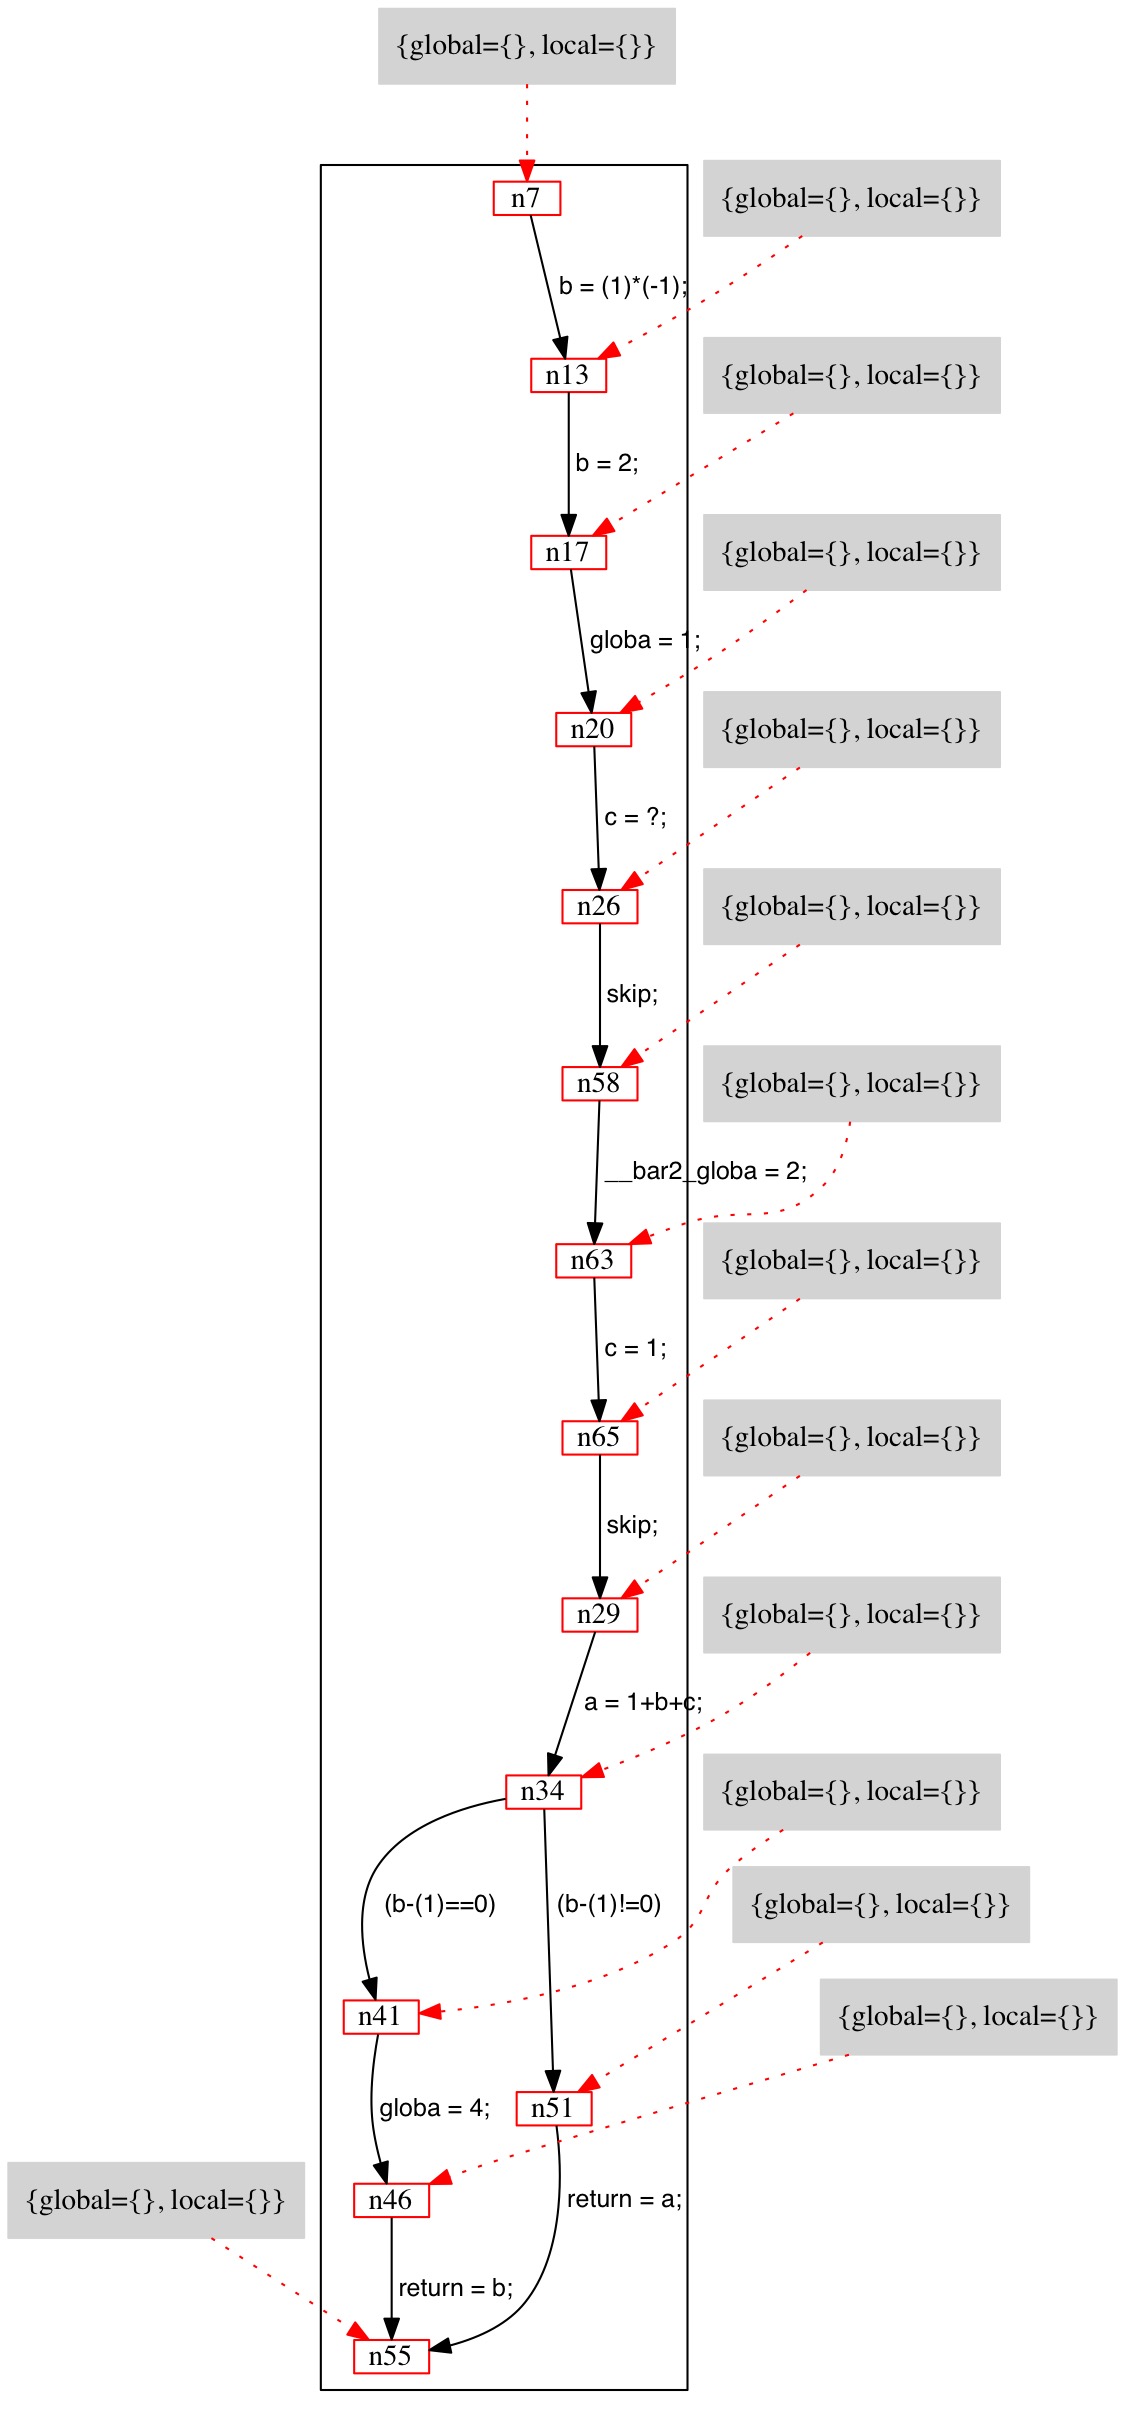 {global={}, local={}}
n7
{global={}, local={}}
b = (1)*(-1);
n13
{global={}, local={}}
b = 2;
n17
{global={}, local={}}
globa = 1;
n20
{global={}, local={}}
c = ?;
n26
{global={}, local={}}
skip;
n58
{global={}, local={}}
__bar2_globa = 2;
n63
{global={}, local={}}
c = 1;
n65
{global={}, local={}}
skip;
n29
{global={}, local={}}
a = 1+b+c;
n34
{global={}, local={}}
(b-(1)==0)
(b-(1)!=0)
{global={}, local={}}
n41
{global={}, local={}}
globa = 4;
n51
{global={}, local={}}
n46
return = a;
return = b;
n55